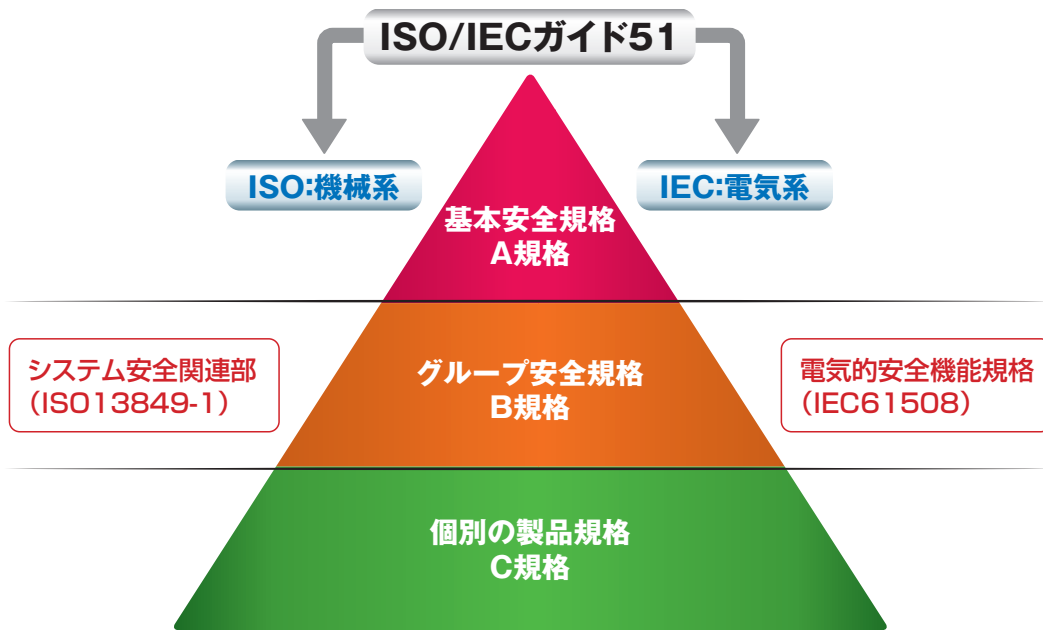 ISO/IECガイド51
ISO:機械系
IEC:電気系
基本安全規格
A規格
システム安全関連部
（ISO13849-1）
グループ安全規格
B規格
電気的安全機能規格
（IEC61508）
個別の製品規格
C規格